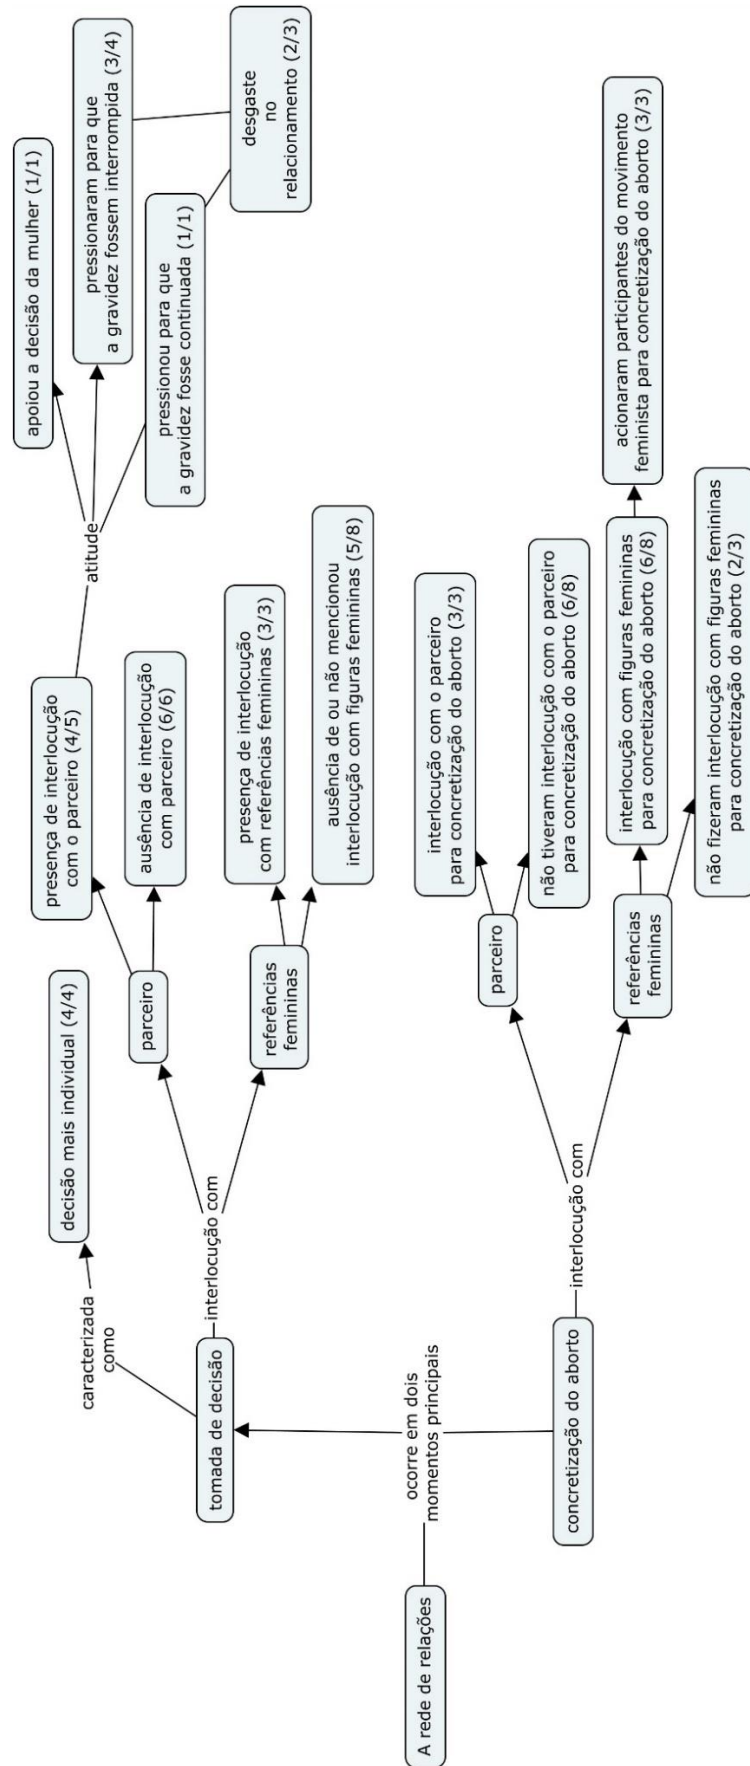 A rede de relações
ocorre em dois
momentos principais
tomada de decisão
caracterizada
como
decisão mais individual (4/4)
interlocução com
parceiro
presença de interlocução
com o parceiro (4/5)
atitude
apoiou a decisão da mulher (1/1)
pressionaram para que
a gravidez fossem interrompida (3/4)
pressionou para que
a gravidez fosse continuada (1/1)
desgaste
no
relacionamento (2/3)
ausência de interlocução
com parceiro (6/6)
referências
femininas
presença de interlocução
com referências femininas (3/3)
ausência de ou não mencionou
interlocução com figuras femininas (5/8)
concretização do aborto
interlocução com
parceiro
interlocução com o parceiro
para concretização do aborto (3/3)
não tiveram interlocução com o parceiro
para concretização do aborto (6/8)
referências
femininas
interlocução com figuras femininas
para concretização do aborto (6/8)
acionaram participantes do movimento
feminista para concretização do aborto (3/3)
não fizeram interlocução com figuras femininas
para concretização do aborto (2/3)